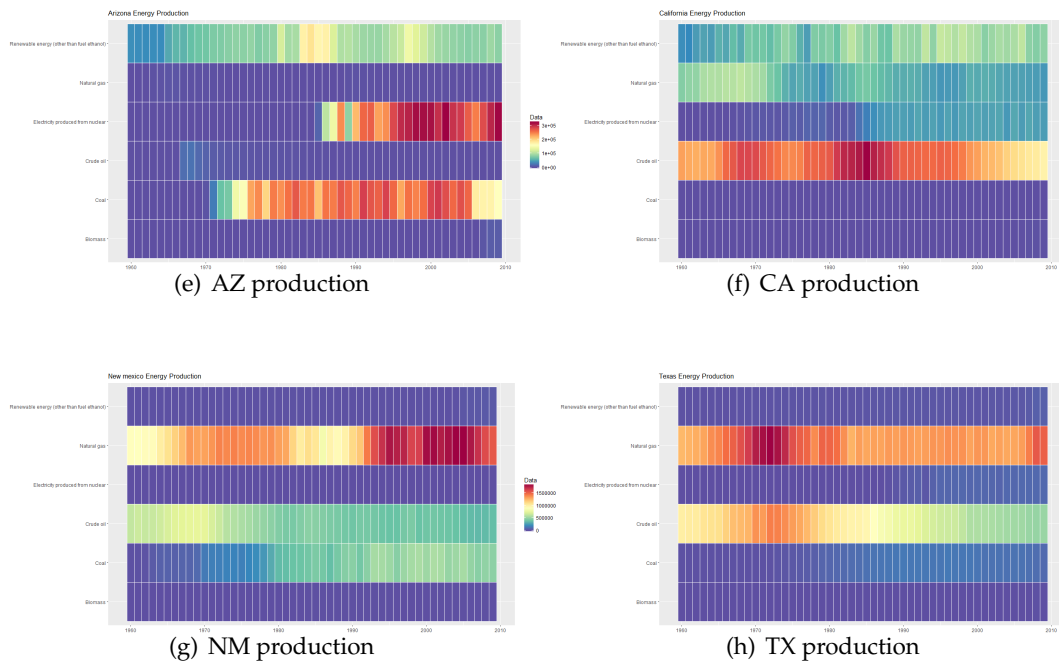 Arizona Energy Production
Renewable energy (other than fuel ethanol)
Natural gas
Electricity produced from nuclear
Crude oil
Coal
Biomass
1960 1970 1980 1990 2000 2010
Data
3e+05
2e+05
1e+05
0e+00
(e) AZ production
California Energy Production
Renewable energy (other than fuel ethanol)
Natural gas
Electricity produced from nuclear
Crude oil
Coal
Biomass
1960 1970 1980 1990 2000 2010
(f) CA production
New mexico Energy Production
Renewable energy (other than fuel ethanol)
Natural gas
Electricity produced from nuclear
Crude oil
Coal
Biomass
1960 1970 1980 1990 2000 2010
Data
1500000
1000000
500000
0
(g) NM production
Texas Energy Production
Renewable energy (other than fuel ethanol)
Natural gas
Electricity produced from nuclear
Crude oil
Coal
Biomass
1960 1970 1980 1990 2000 2010
(h) TX production